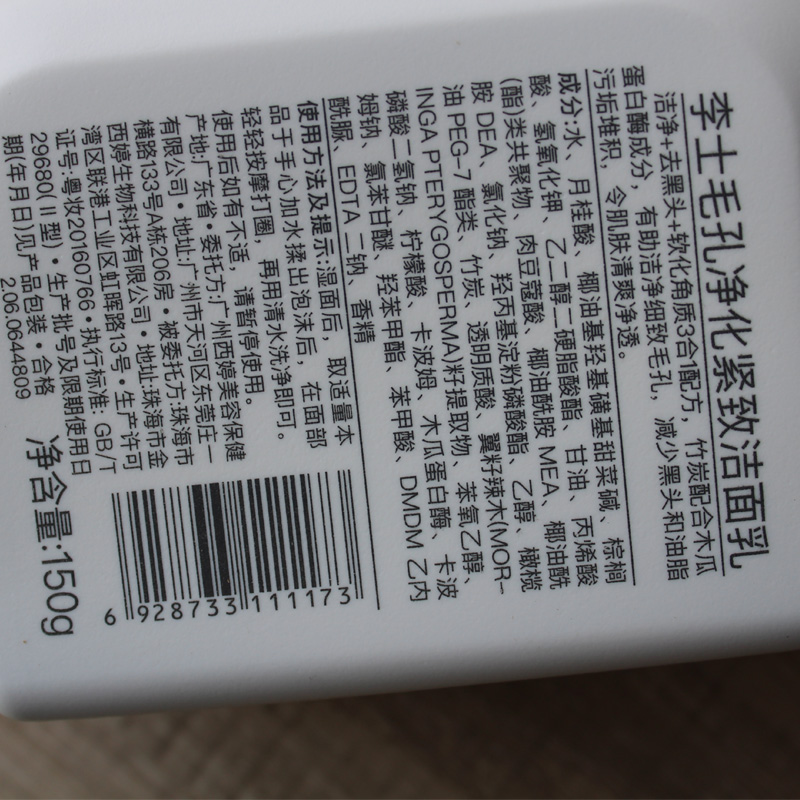 李士毛孔净化紧致洁面乳
洁净+去黑头+软化角质3合1配方，竹炭配合木瓜
蛋白酶成分，有助洁净细致毛孔，减少黑头和油脂
污垢堆积，令肌肤清爽净透。
成分:水、月桂酸、椰油基羟基磺基甜菜碱、棕榈
酸、氢氧化钾、乙二醇二硬脂酸酯、甘油、丙烯酸
(酯)类共聚物、肉豆蔻酸、椰油酰胺 MEA、椰油酰
胺 DEA、氯化钠、羟丙基淀粉磷酸酯、乙醇、橄榄
油 PEG-7 酯类、竹炭、透明质酸、翼籽辣木(MOR-
INGA PTERYGOSPERMA)籽提取物、苯氧乙醇、
磷酸二氢钠、柠檬酸、卡波姆、木瓜蛋白酶、卡波
姆钠、氯苯甘醚、羟苯甲酯、苯甲酸、DMDM 乙内
酰脲、EDTA 二钠、香精
使用方法及提示:湿面后，取适量本
品于手心加水揉出泡沫后，在面部
轻轻按摩打圈，再用清水洗净即可。
使用后如有不适，请暂停使用。
产地:广东省•委托方:广州西婷美容保健
有限公司•地址:广州市天河区东莞庄一
横路133号A栋206房•被委托方:珠海市
西婷生物科技有限公司•地址:珠海市金
湾区联港工业区虹晖路13号•生产许可
证号:粤妆20160766•执行标准: GB/T
29680(Ⅱ型)•生产批号及限期使用日
期(年月日)见产品包装•合格
2.06.0644809
6 928733 111173
净含量:150g